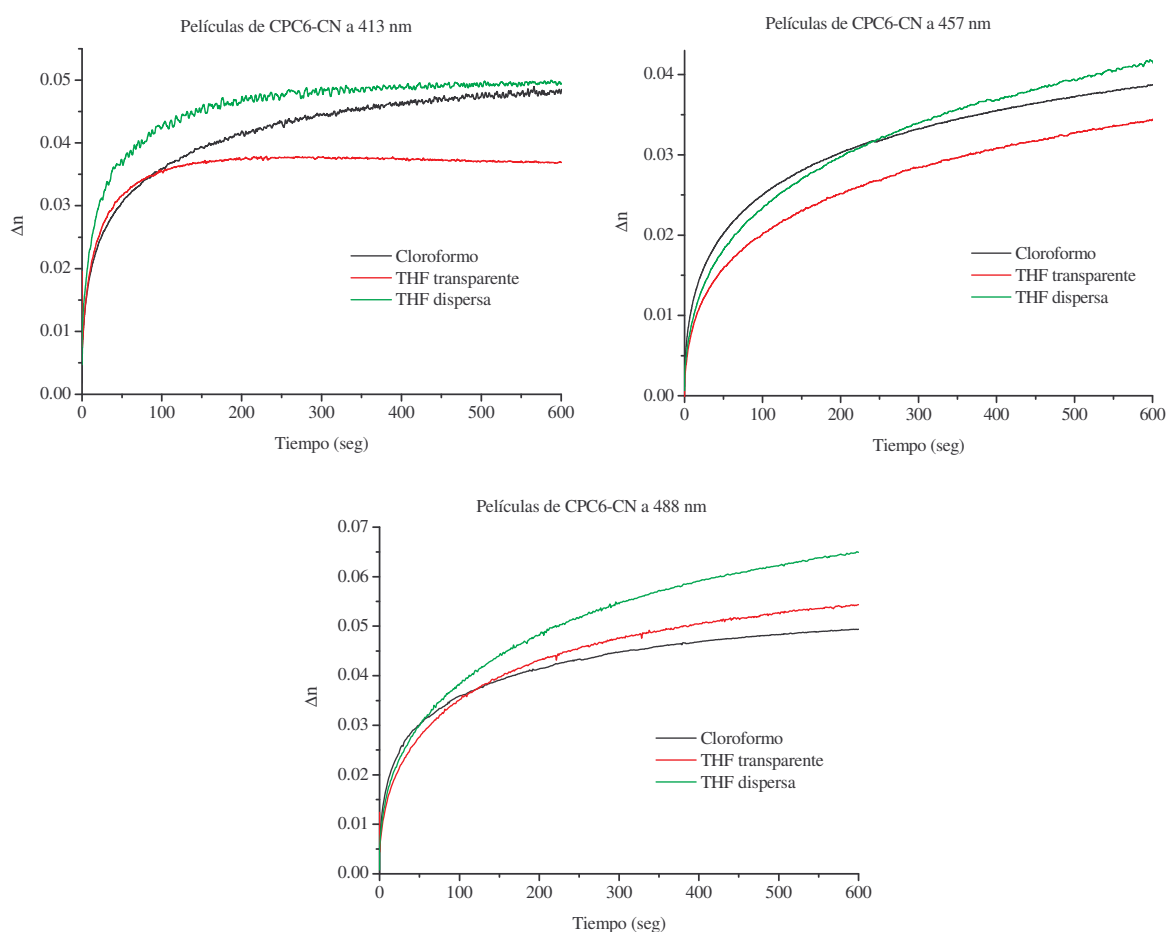 Películas de CPC6-CN a 413 nm
Δn
0.05
0.04
0.03
0.02
0.01
0.00
Cloroformo
THF transparente
THF dispersa
0 100 200 300 400 500 600
Tiempo (seg)
Películas de CPC6-CN a 457 nm
Δn
0.04
0.03
0.02
0.01
0.00
Cloroformo
THF transparente
THF dispersa
0 100 200 300 400 500 600
Tiempo (seg)
Películas de CPC6-CN a 488 nm
Δn
0.07
0.06
0.05
0.04
0.03
0.02
0.01
0.00
Cloroformo
THF transparente
THF dispersa
0 100 200 300 400 500 600
Tiempo (seg)